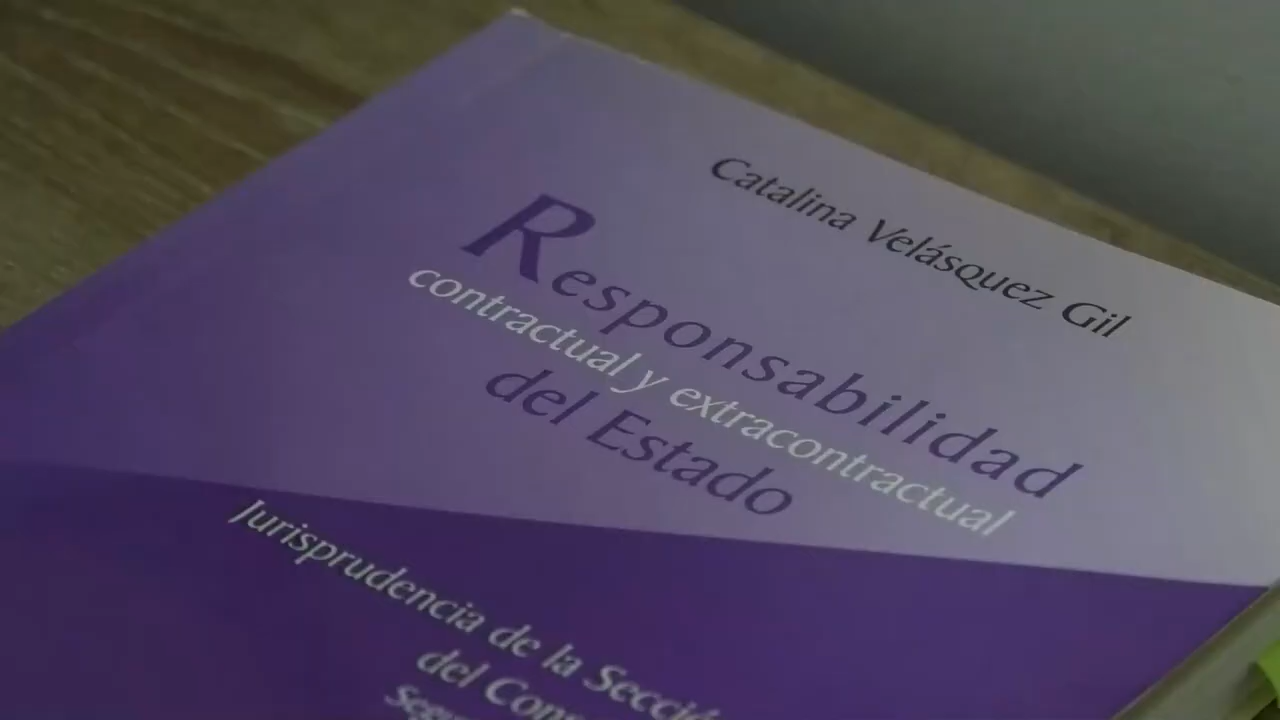 Catalina Velásquez Gil
Responsabilidad
contractual y extracontractual
del Estado
Jurisprudencia de la
del